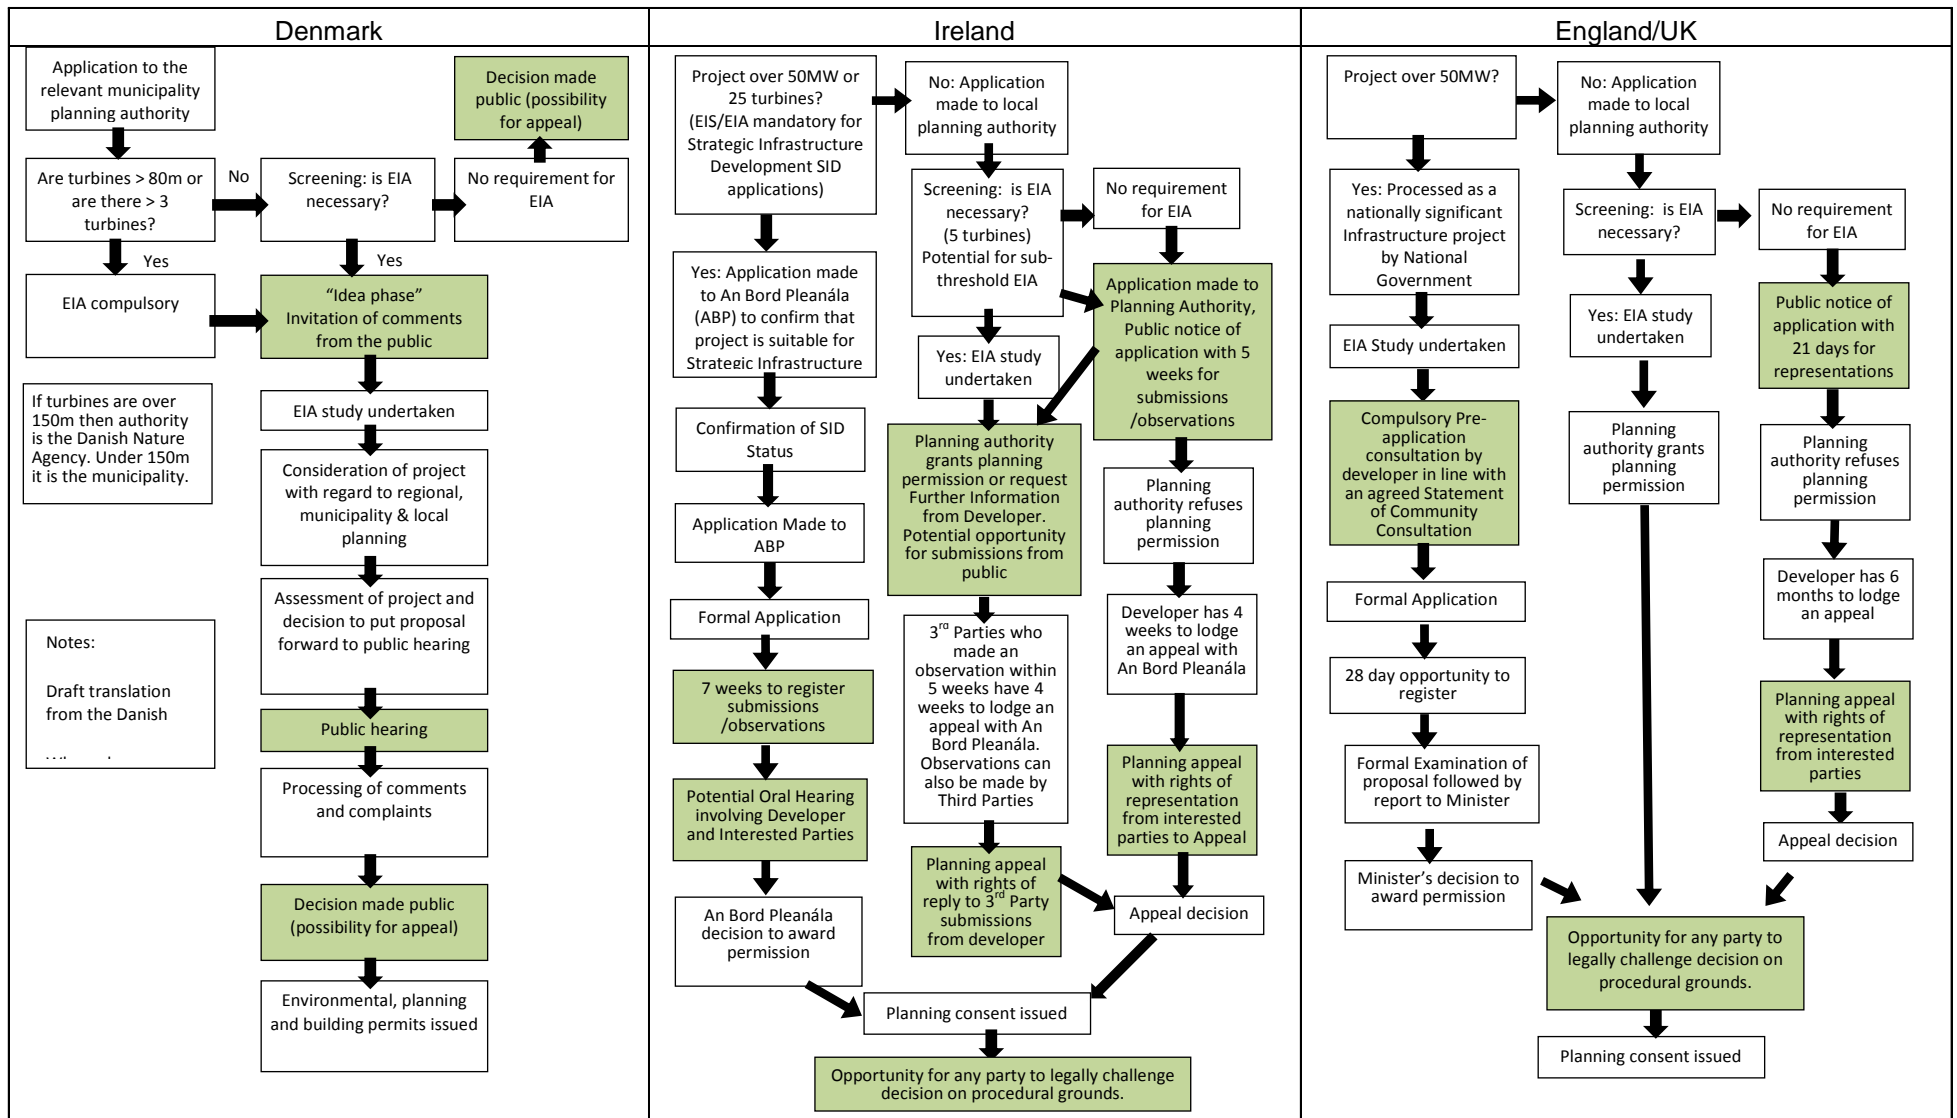 Denmark
Application to the
relevant municipality
planning authority
Decision made
public (possibility
for appeal)
Are turbines > 80m or
are there > 3
turbines?
No
Screening: is EIA
necessary?
No requirement for
EIA
Yes
Yes
EIA compulsory
“Idea phase”
Invitation of comments
from the public
If turbines are over
150m then authority
is the Danish Nature
Agency. Under 150m
it is the municipality.
EIA study undertaken
Consideration of project
with regard to regional,
municipality & local
planning
Assessment of project and
decision to put proposal
forward to public hearing
Notes:
Draft translation
from the Danish
Public hearing
Processing of comments
and complaints
Decision made public
(possibility for appeal)
Environmental, planning
and building permits issued
Ireland
Project over 50MW or
25 turbines?
(EIS/EIA mandatory for
Strategic Infrastructure
Development SID
applications)
No: Application
made to local
planning authority
Screening: is EIA
necessary?
(5 turbines)
Potential for sub-
threshold EIA
No requirement
for EIA
Yes: Application made
to An Bord Pleanála
(ABP) to confirm that
project is suitable for
Strategic Infrastructure
Application made to
Planning Authority,
Public notice of
application with 5
weeks for
submissions
/observations
Yes: EIA study
undertaken
Confirmation of SID
Status
Planning authority
grants planning
permission or request
Further Information
from Developer.
Potential opportunity
for submissions from
public
Planning
authority refuses
planning
permission
Application Made to
ABP
Formal Application
3rd Parties who
made an
observation within
5 weeks have 4
weeks to lodge an
appeal with An
Bord Pleanála.
Observations can
also be made by
Third Parties
Developer has 4
weeks to lodge
an appeal with
An Bord Pleanála
7 weeks to register
submissions
/observations
Potential Oral Hearing
involving Developer
and Interested Parties
Planning appeal
with rights of
representation
from interested
parties to Appeal
Planning appeal
with rights of
reply to 3rd Party
submissions
from developer
An Bord Pleanála
decision to award
permission
Appeal decision
Planning consent issued
Opportunity for any party to legally challenge
decision on procedural grounds.
England/UK
Project over 50MW?
No: Application
made to local
planning authority
Yes: Processed as a
nationally significant
Infrastructure project
by National
Government
Screening: is EIA
necessary?
No requirement
for EIA
EIA Study undertaken
Yes: EIA study
undertaken
Public notice of
application with
21 days for
representations
Compulsory Pre-
application
consultation by
developer in line with
an agreed Statement
of Community
Consultation
Planning
authority grants
planning
permission
Planning
authority refuses
planning
permission
Formal Application
Developer has 6
months to lodge
an appeal
28 day opportunity to
register
Planning appeal
with rights of
representation
from interested
parties
Formal Examination of
proposal followed by
report to Minister
Appeal decision
Minister’s decision to
award permission
Opportunity for any party to
legally challenge decision on
procedural grounds.
Planning consent issued